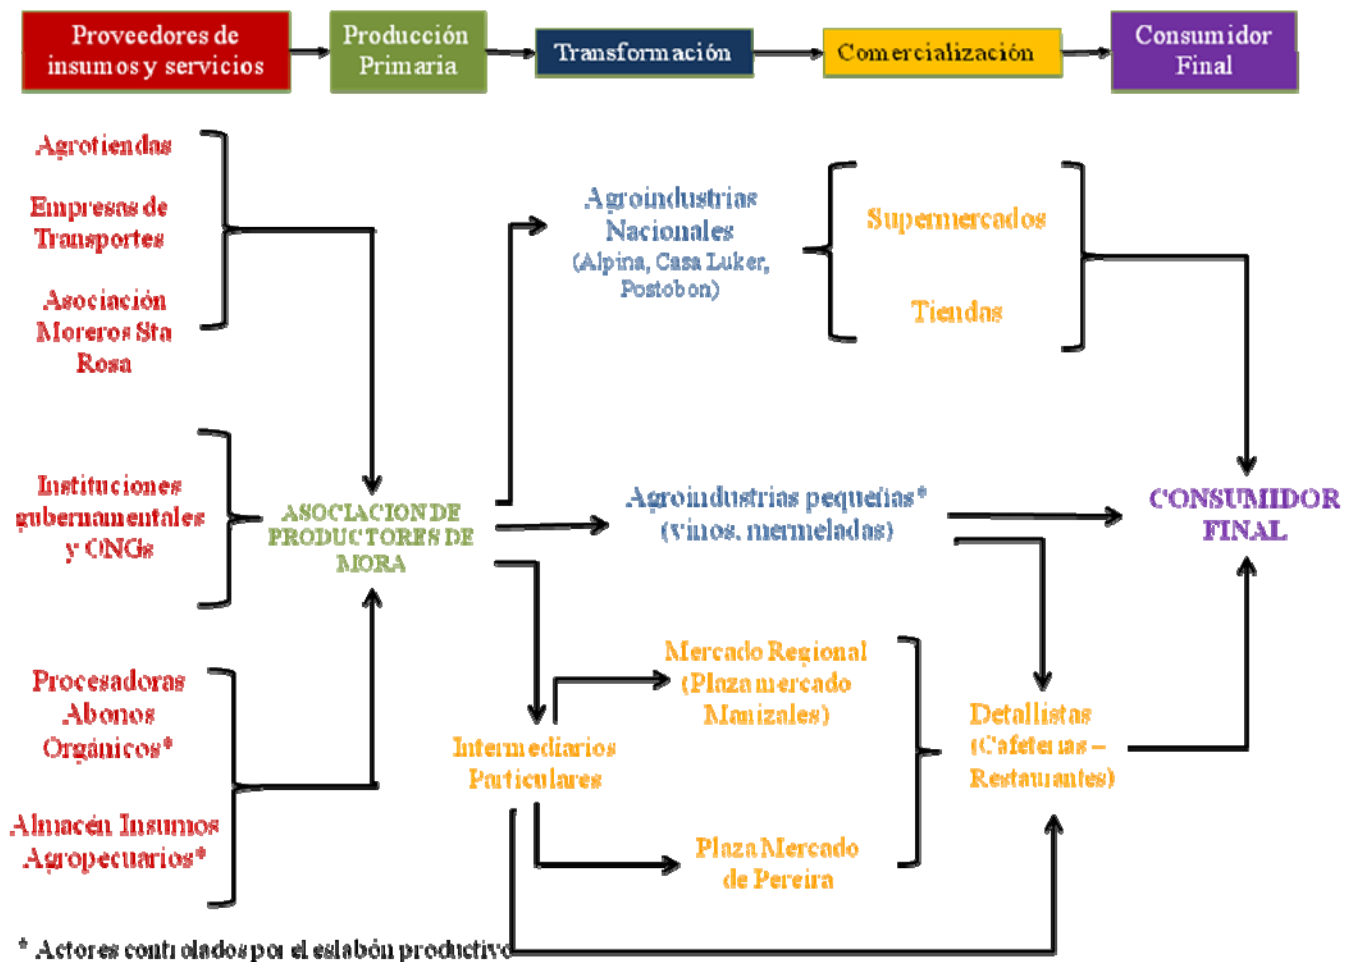 Proveedores de
insumos y servicios
Producción
Primaria
Transformación
Comercialización
Consumidor
Final
Agrotiendas
Empresas de
Transportes
Asociación
Moreros Sta
Rosa
Agroindustrias
Nacionales
(Alpina, Casa Luker,
Postobon)
Supermercados
Tiendas
Instituciones
gubernamentales
y ONGs
ASOCIACION DE
PRODUCTORES DE
MORA
Agroindustrias pequeñas*
(vinos, mermeladas)
CONSUMIDOR
FINAL
Procesadoras
Abonos
Orgánicos*
Almacén Insumos
Agropecuarios*
Intermediarios
Particulares
Mercado Regional
(Plaza mercado
Manizales)
Plaza Mercado
de Pereira
Detallistas
(Cafeterias –
Restaurantes)
* Actores controlados por el eslabón productivo